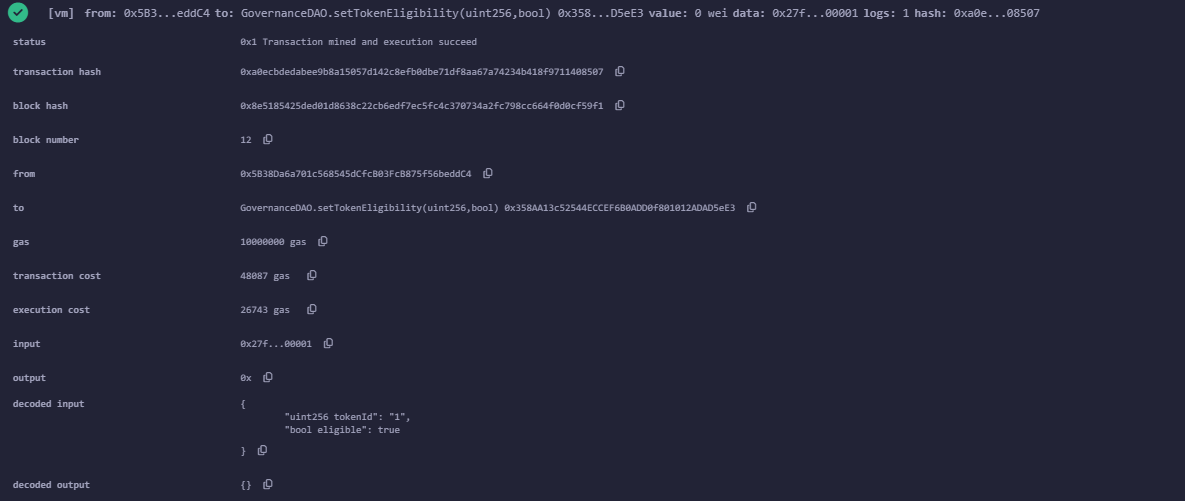 [vm] from: 0x5B3...eddC4 to: GovernanceDAO.setTokenEligibility(uint256,bool) 0x358...D5eE3 value: 0 wei data: 0x27f...00001 logs: 1 hash: 0xa0e...08507
status 0x1 Transaction mined and execution succeed
transaction hash 0xa0ecbdedabee9b8a15057d142c8efb0dbe71df8aa67a74234b418f9711408507
block hash 0x8e5185425ded01d8638c22cb6edf7ec5fc4c370734a2fc798cc664f0d0cf59f1
block number 12
from 0x5B38Da6a701c568545dCfcB03FcB875f56beddC4
to GovernanceDAO.setTokenEligibility(uint256,bool) 0x358AA13c52544ECCEF6B0ADD0f801012ADAD5eE3
gas 10000000 gas
transaction cost 48087 gas
execution cost 26743 gas
input 0x27f...00001
output 0x
decoded input {
"uint256 tokenId": "1",
"bool eligible": true
}
decoded output {}